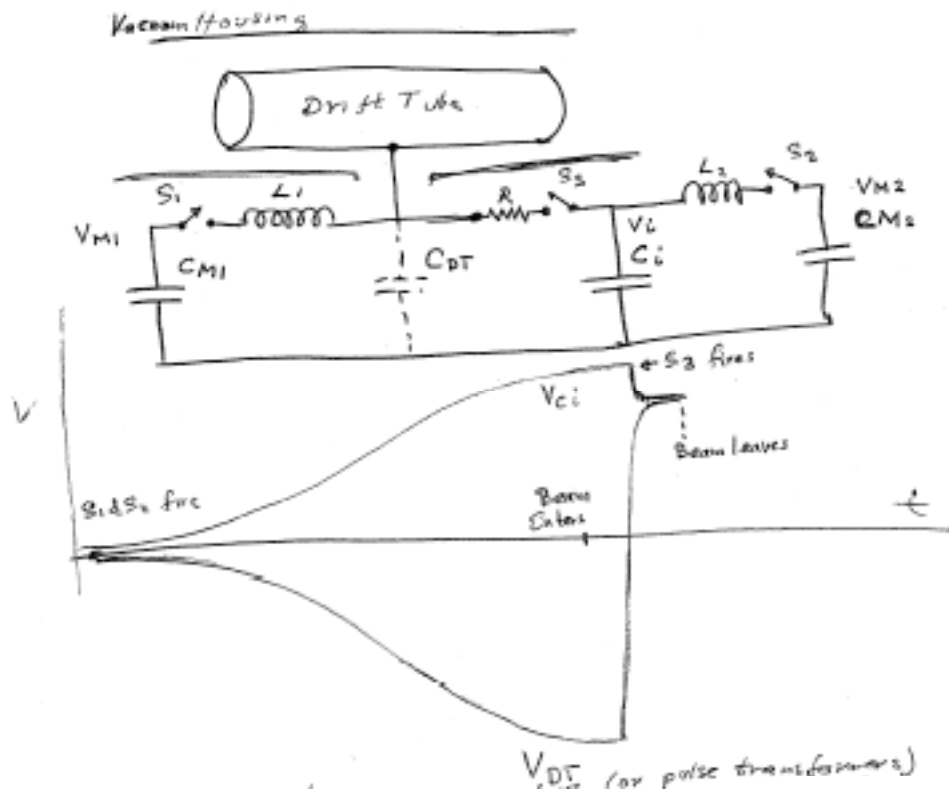 Vacuum Housing
Drift Tube
S1
L1
R
S3
L2
S2
VM1
CM1
CDT
Vi
Ci
VM2
CM2
S3 fires
V
VCi
Beam leaves
S1 & S2 fire
Beam
Enters
t
VDT
(or pulse transformers)